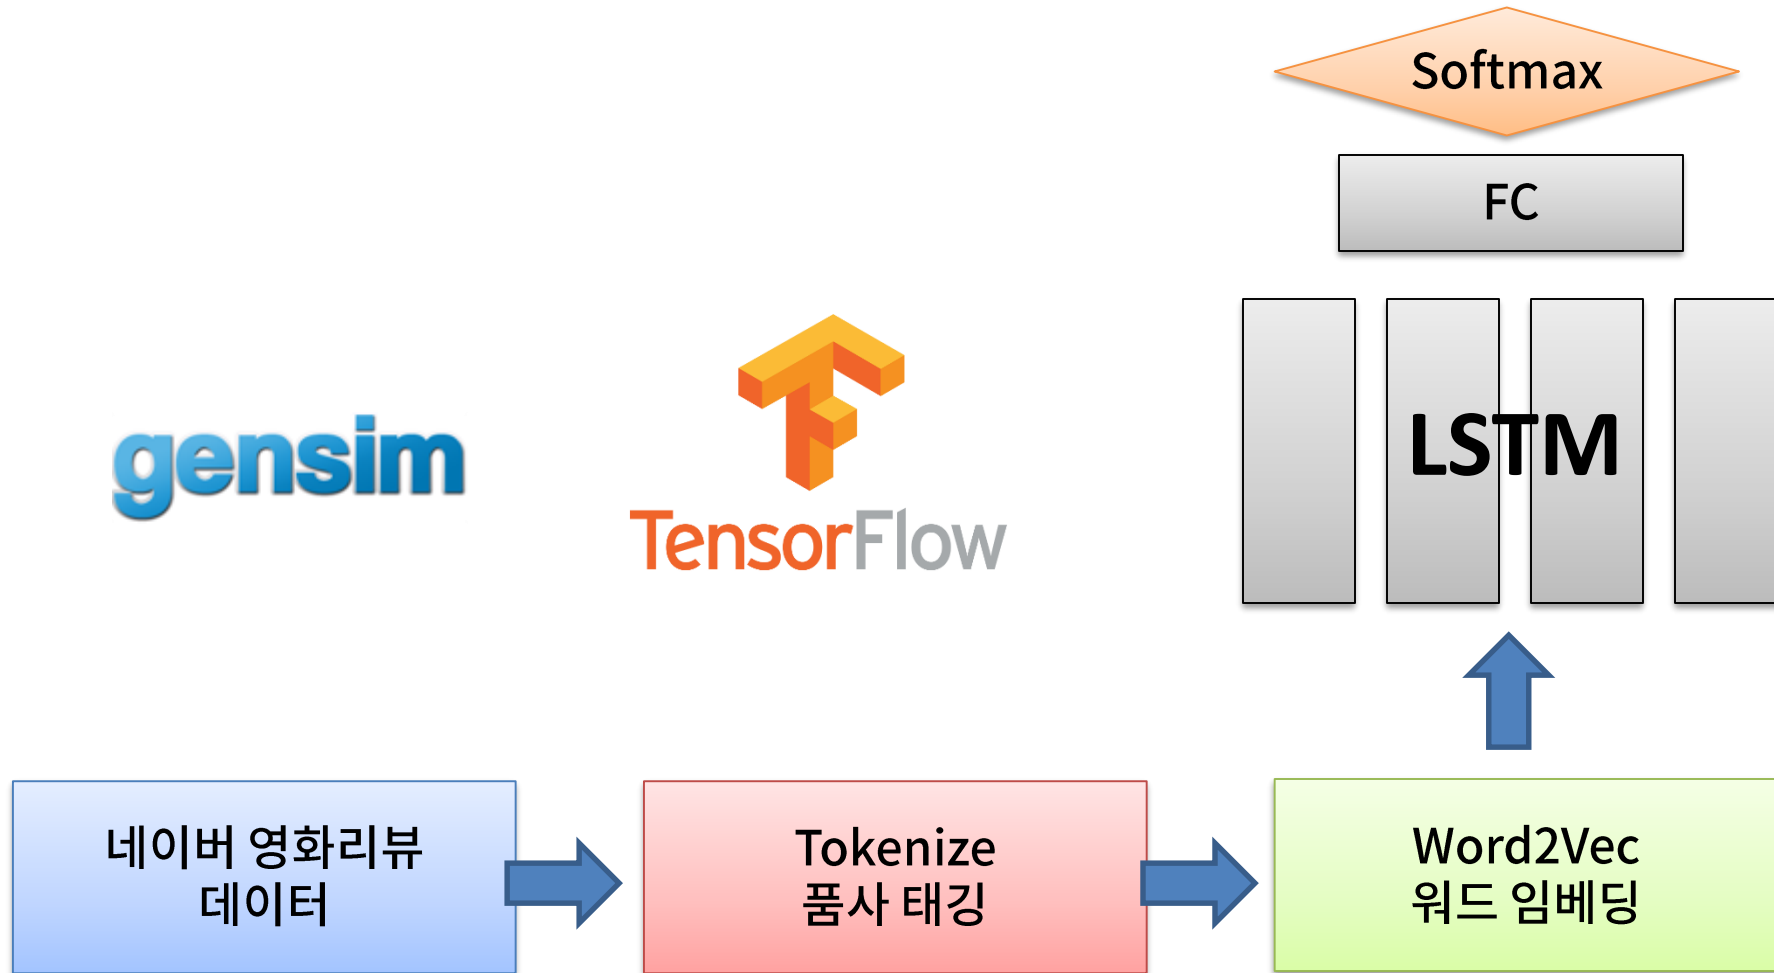 Softmax
FC
LSTM
gensim
TensorFlow
네이버 영화리뷰
데이터
Tokenize
품사 태깅
Word2Vec
워드 임베딩